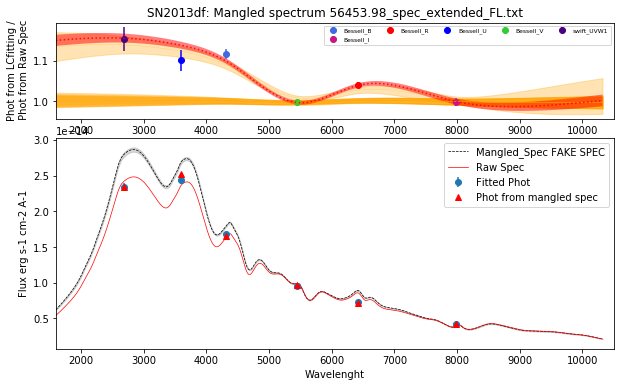 SN2013df: Mangled spectrum 56453.98_spec_extended_FL.txt
Phot from LCfitting /
Phot from Raw Spec
1.1
1.0
Bessell_B
Bessell_R
Bessell_U
Bessell_V
swift_UVW1
Bessell_I
2000 3000 4000 5000 6000 7000 8000 9000 10000
1e-14
Flux erg s-1 cm-2 A-1
3.0
2.5
2.0
1.5
1.0
0.5
Mangled_Spec FAKE SPEC
Raw Spec
Fitted Phot
Phot from mangled spec
2000 3000 4000 5000 6000 7000 8000 9000 10000
Wavelenght